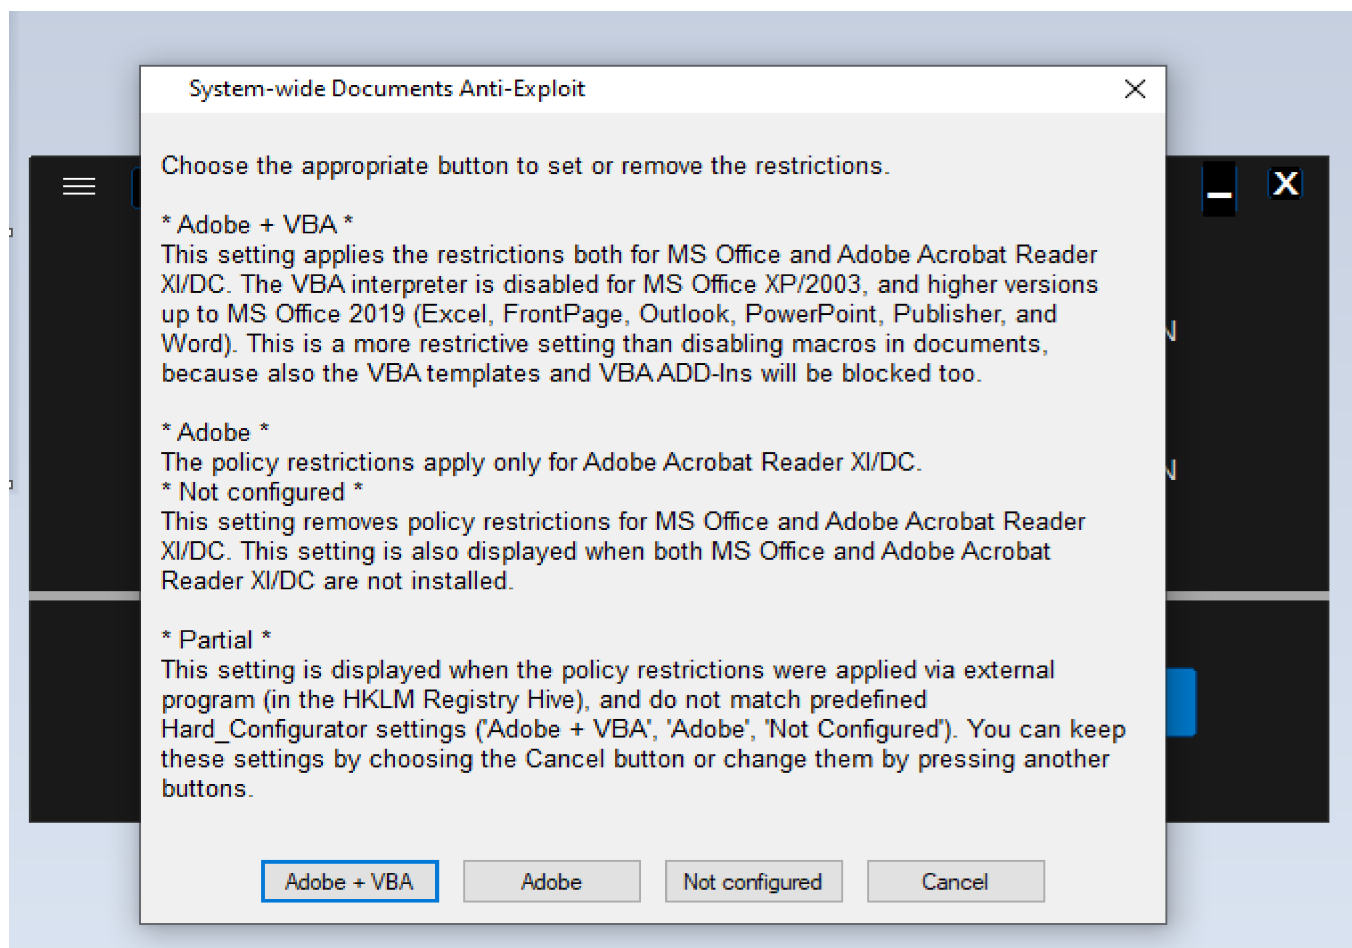 System-wide Documents Anti-Exploit
Choose the appropriate button to set or remove the restrictions.
* Adobe + VBA *
This setting applies the restrictions both for MS Office and Adobe Acrobat Reader
XI/DC. The VBA interpreter is disabled for MS Office XP/2003, and higher versions
up to MS Office 2019 (Excel, FrontPage, Outlook, PowerPoint, Publisher, and
Word). This is a more restrictive setting than disabling macros in documents,
because also the VBA templates and VBA ADD-Ins will be blocked too.
* Adobe *
The policy restrictions apply only for Adobe Acrobat Reader XI/DC.
* Not configured *
This setting removes policy restrictions for MS Office and Adobe Acrobat Reader
XI/DC. This setting is also displayed when both MS Office and Adobe Acrobat
Reader XI/DC are not installed.
* Partial *
This setting is displayed when the policy restrictions were applied via external
program (in the HKLM Registry Hive), and do not match predefined
Hard_Configurator settings ('Adobe + VBA', 'Adobe', 'Not Configured'). You can keep
these settings by choosing the Cancel button or change them by pressing another
buttons.
Adobe + VBA Adobe Not configured Cancel